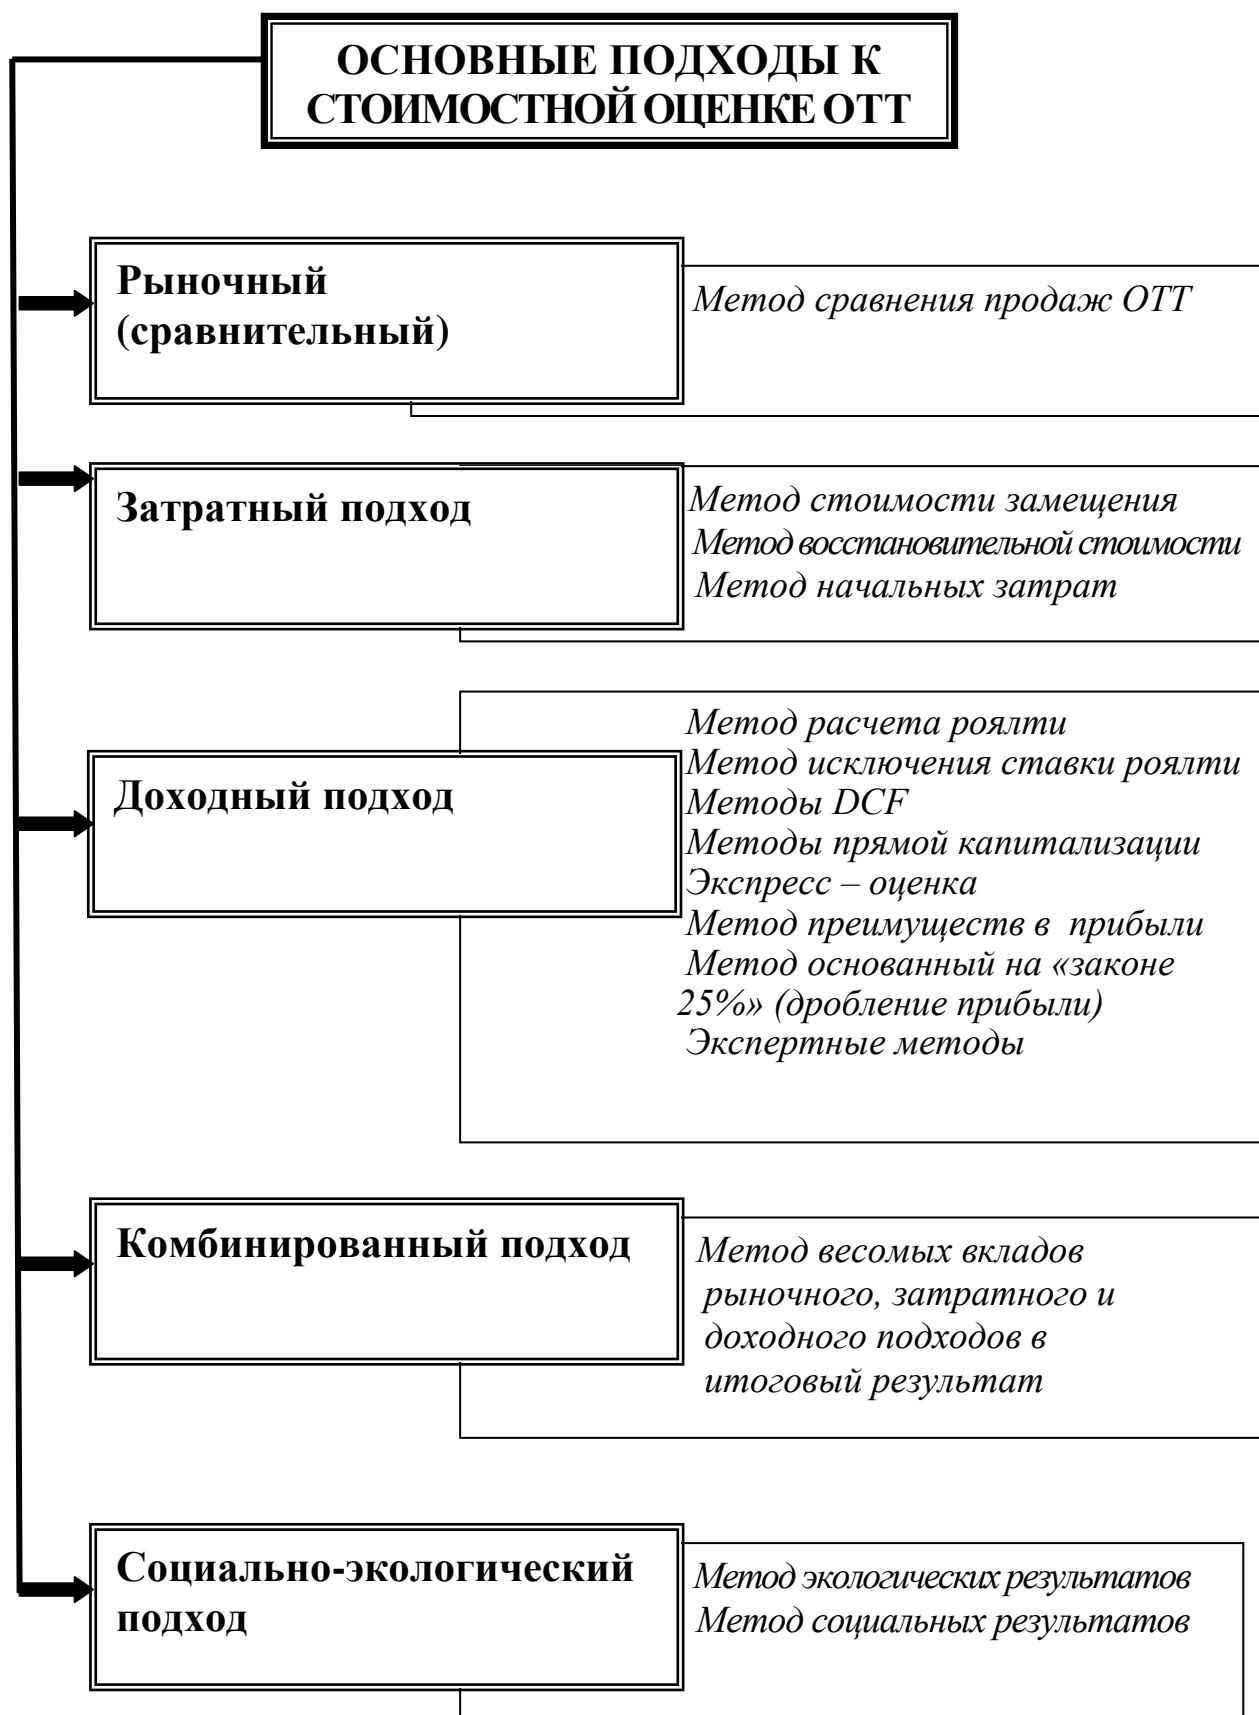 ОСНОВНЫЕ ПОДХОДЫ К
СТОИМОСТНОЙ ОЦЕНКЕ ОТТ
Рыночный
(сравнительный)
Метод сравнения продаж ОТТ
Затратный подход
Метод стоимости замещения
Метод восстановительной стоимости
Метод начальных затрат
Доходный подход
Метод расчета роялти
Метод исключения ставки роялти
Методы DCF
Методы прямой капитализации
Экспресс – оценка
Метод преимуществ в прибыли
Метод основанный на «законе
25%» (дробление прибыли)
Экспертные методы
Комбинированный подход
Метод весомых вкладов
рыночного, затратного и
доходного подходов в
итоговый результат
Социально-экологический
подход
Метод экологических результатов
Метод социальных результатов